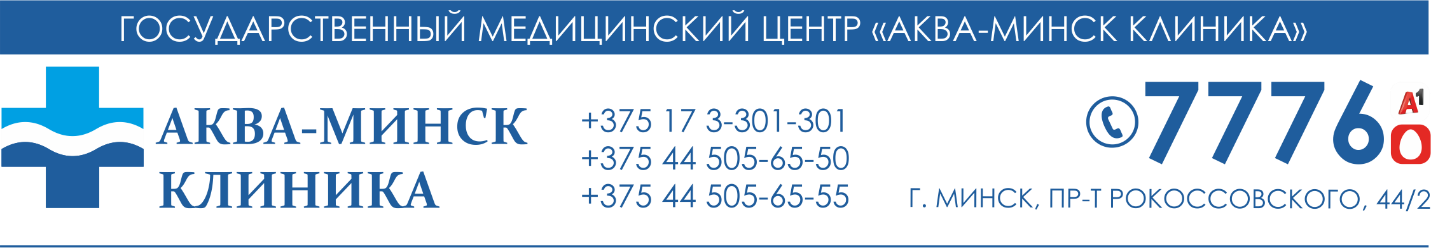 ГОСУДАРСТВЕННЫЙ МЕДИЦИНСКИЙ ЦЕНТР «АКВА-МИНСК КЛИНИКА»
АКВА-МИНСК
КЛИНИКА
+375 17 3-301-301
+375 44 505-65-50
+375 44 505-65-55
7776
A1
Г. МИНСК, ПР-Т РОКОССОВСКОГО, 44/2